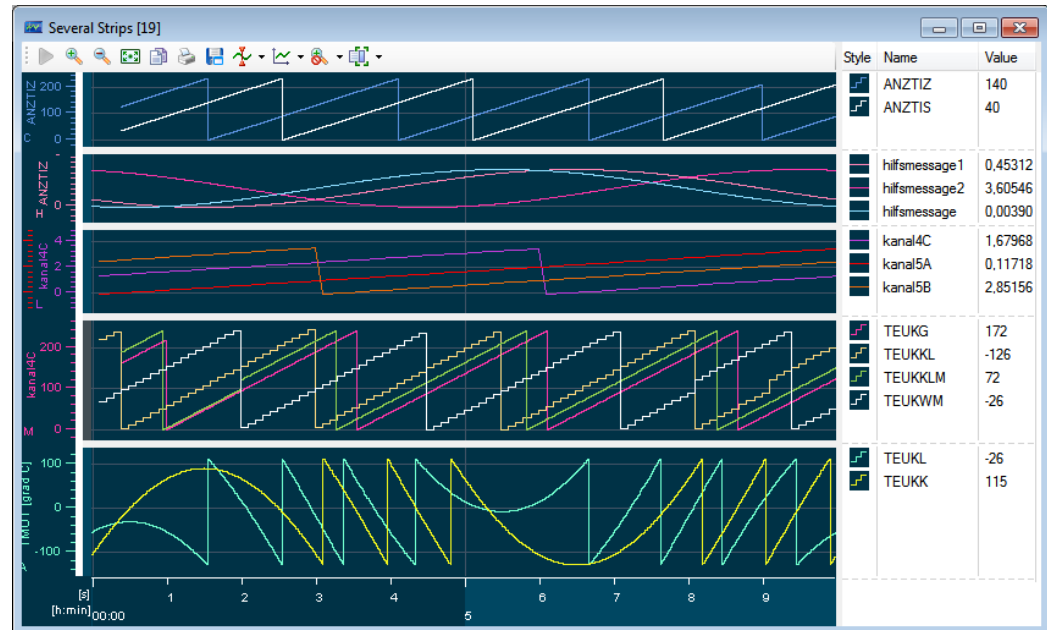 Several Strips [19]
Style Name Value
C ANZTIZ
200
100
0
ANZTIZ 140
ANZTIS 40
H ANZTIZ
0
hilfsmessage1 0,45312
hilfsmessage2 3,60546
hilfsmessage 0,00390
L kanal4C
4
2
0
kanal4C 1,67968
kanal5A 0,11718
kanal5B 2,85156
M kanal4C
200
100
0
TEUKG 172
TEUKKL -126
TEUKKLM 72
TEUKWM -26
TMOT [grad C]
100
0
-100
TEUKL -26
TEUKK 115
[s] 1 2 3 4 6 7 8 9
[h:min] 00:00 5